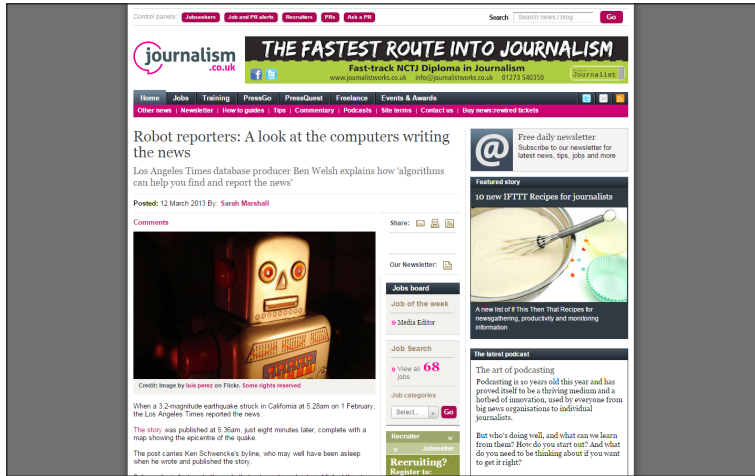 Control panels: Jobseekers Job and PR alerts Recruiters PRs Ask a PR Search Search news / blog Go
journalism
.co.uk
THE FASTEST ROUTE INTO JOURNALISM
Fast-track NCTJ Diploma in Journalism
www.journalistworks.co.uk info@journalistworks.co.uk 01273 540350
Journalist
Home Jobs Training PressGo PressQuest Freelance Events & Awards
Other news | Newsletter | How to guides | Tips | Commentary | Podcasts | Site terms | Contact us | Buy news:rewired tickets
Robot reporters: A look at the computers writing
the news
Los Angeles Times database producer Ben Welsh explains how 'algorithms
can help you find and report the news'
Posted: 12 March 2013 By: Sarah Marshall
Comments
Credit: Image by luis perez on Flickr. Some rights reserved
When a 3.2-magnitude earthquake struck in California at 5.28am on 1 February,
the Los Angeles Times reported the news.
The story was published at 5.36am, just eight minutes later, complete with a
map showing the epicentre of the quake.
The post carries Ken Schwencke's byline, who may well have been asleep
when he wrote and published the story.
Share:
Our Newsletter:
Jobs board
Job of the week
» Media Editor
Job Search
» View all 68
jobs
Job categories
Select... Go
Recruiter
Jobseeker
Recruiting?
Register to:
@
Free daily newsletter
Subscribe to our newsletter for
latest news, tips, jobs and more
Featured story
10 new IFTTT Recipes for journalists
A new list of If This Then That Recipes for
newsgathering, productivity and monitoring
information
The latest podcast
The art of podcasting
Podcasting is 10 years old this year and has
proved itself to be a thriving medium and a
hotbed of innovation, used by everyone from
big news organisations to individual
journalists.
But who's doing well, and what can we learn
from them? How do you start out? And what
do you need to be thinking about if you want
to get it right?